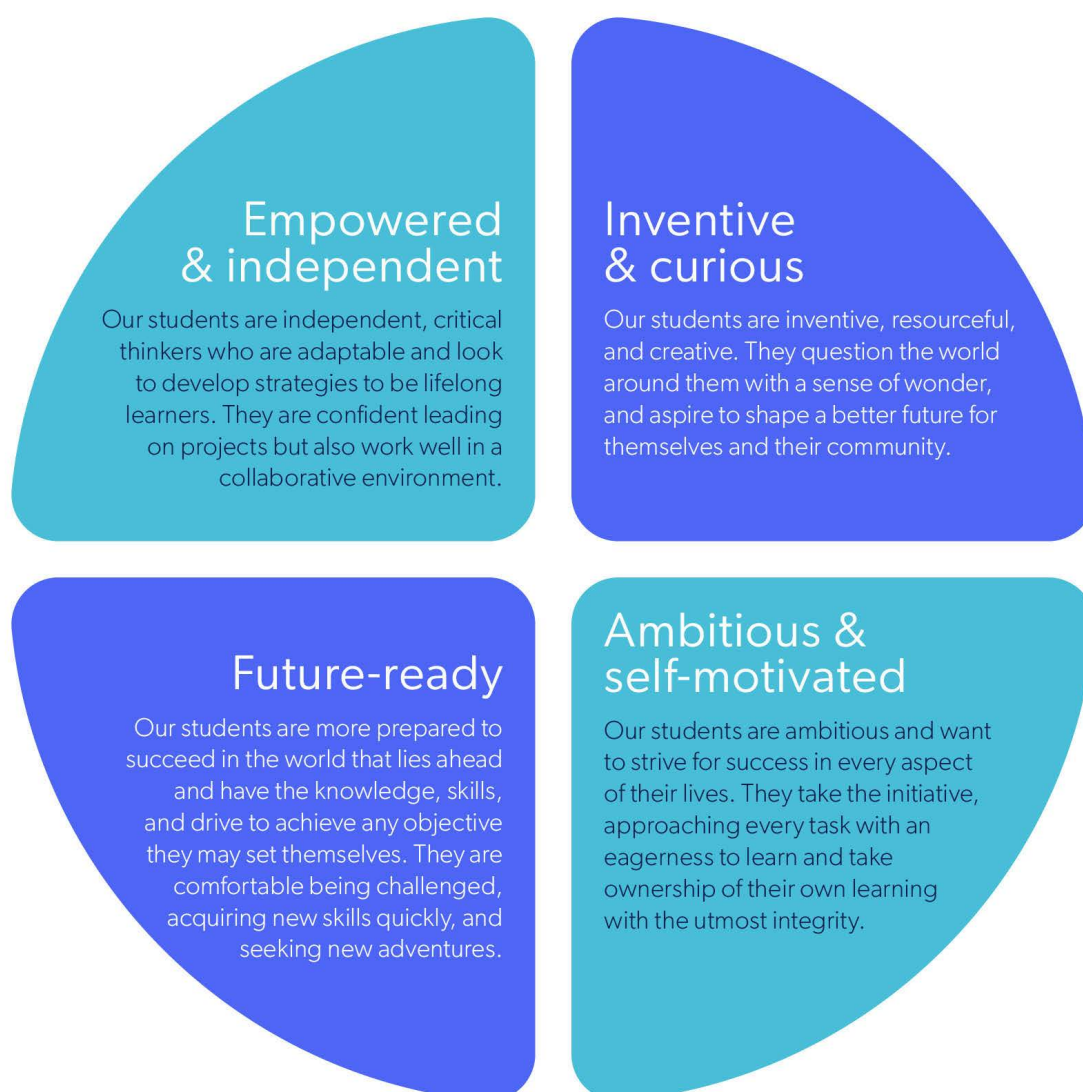 Empowered
& independent
Our students are independent, critical
thinkers who are adaptable and look
to develop strategies to be lifelong
learners. They are confident leading
on projects but also work well in a
collaborative environment.
Inventive
& curious
Our students are inventive, resourceful,
and creative. They question the world
around them with a sense of wonder,
and aspire to shape a better future for
themselves and their community.
Future-ready
Our students are more prepared to
succeed in the world that lies ahead
and have the knowledge, skills,
and drive to achieve any objective
they may set themselves. They are
comfortable being challenged,
acquiring new skills quickly, and
seeking new adventures.
Ambitious &
self-motivated
Our students are ambitious and want
to strive for success in every aspect
of their lives. They take the initiative,
approaching every task with an
eagerness to learn and take
ownership of their own learning
with the utmost integrity.